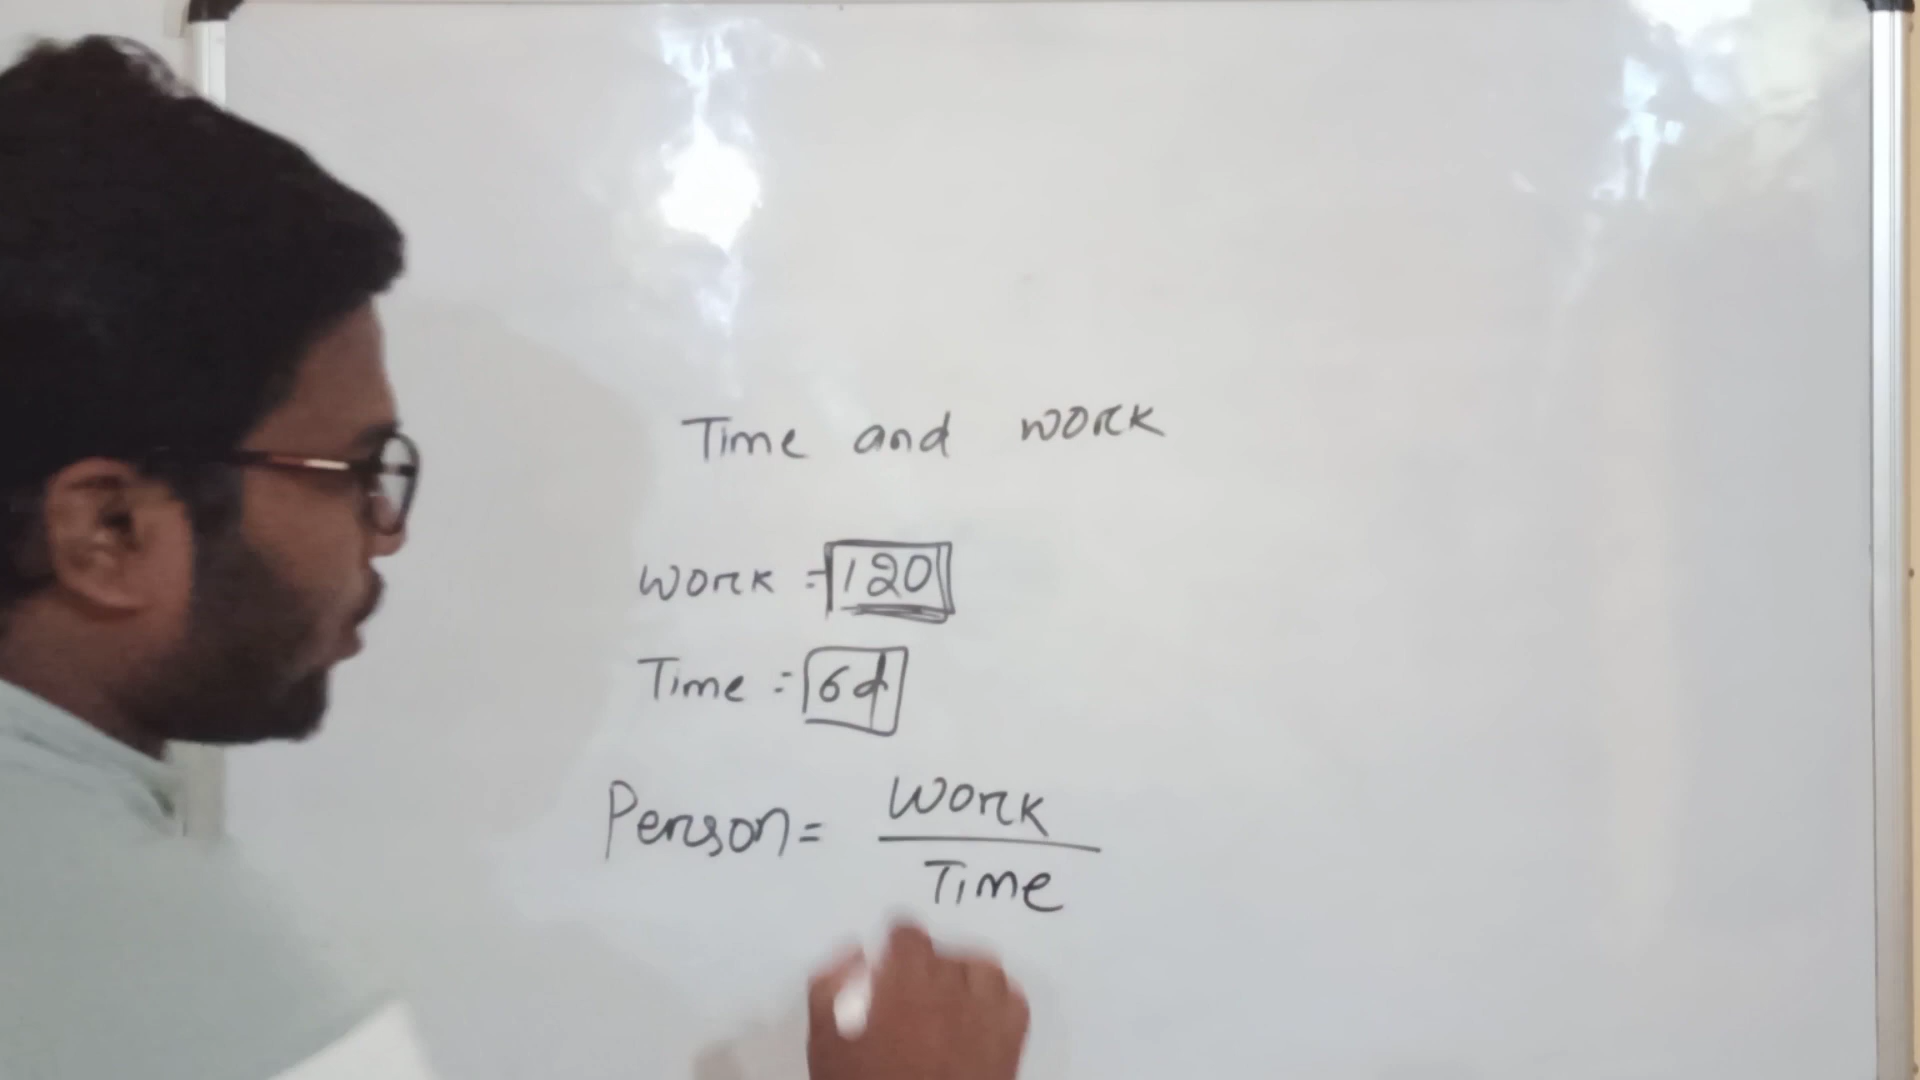 Time and work
work = 120
Time = 6d
Person = Work
Time